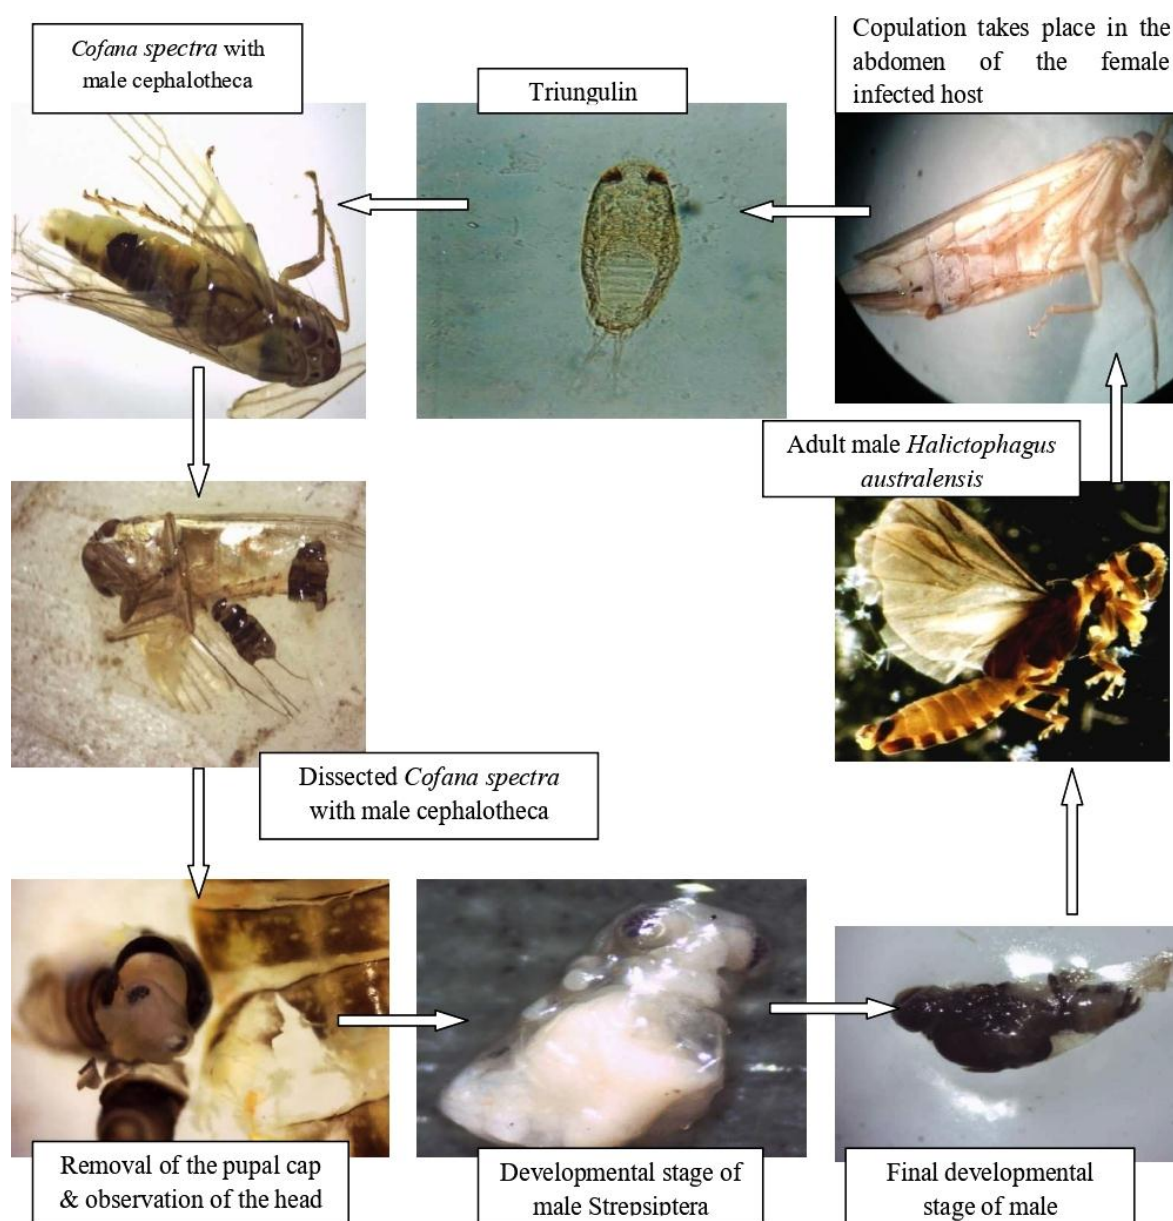 Cofana spectra with
male cephalotheca
Triungulin
Copulation takes place in the
abdomen of the female
infected host
Adult male Halictophagus
australensis
Dissected Cofana spectra
with male cephalotheca
Removal of the pupal cap
& observation of the head
Developmental stage of
male Strepsiptera
Final developmental
stage of male